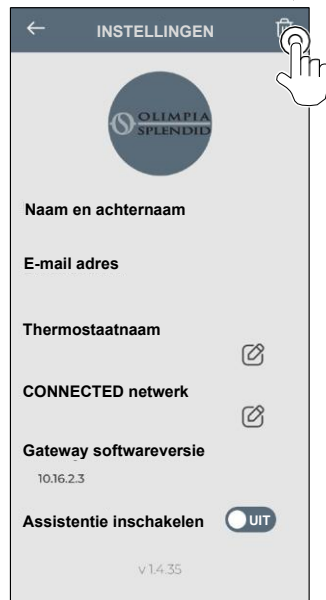 INSTELLINGEN
OLIMPIA
SPLENDID
Naam en achternaam
E-mail adres
Thermostaatnaam
CONNECTED netwerk
Gateway softwareversie
10.16.2.3
Assistentie inschakelen UIT
v 1.4.35